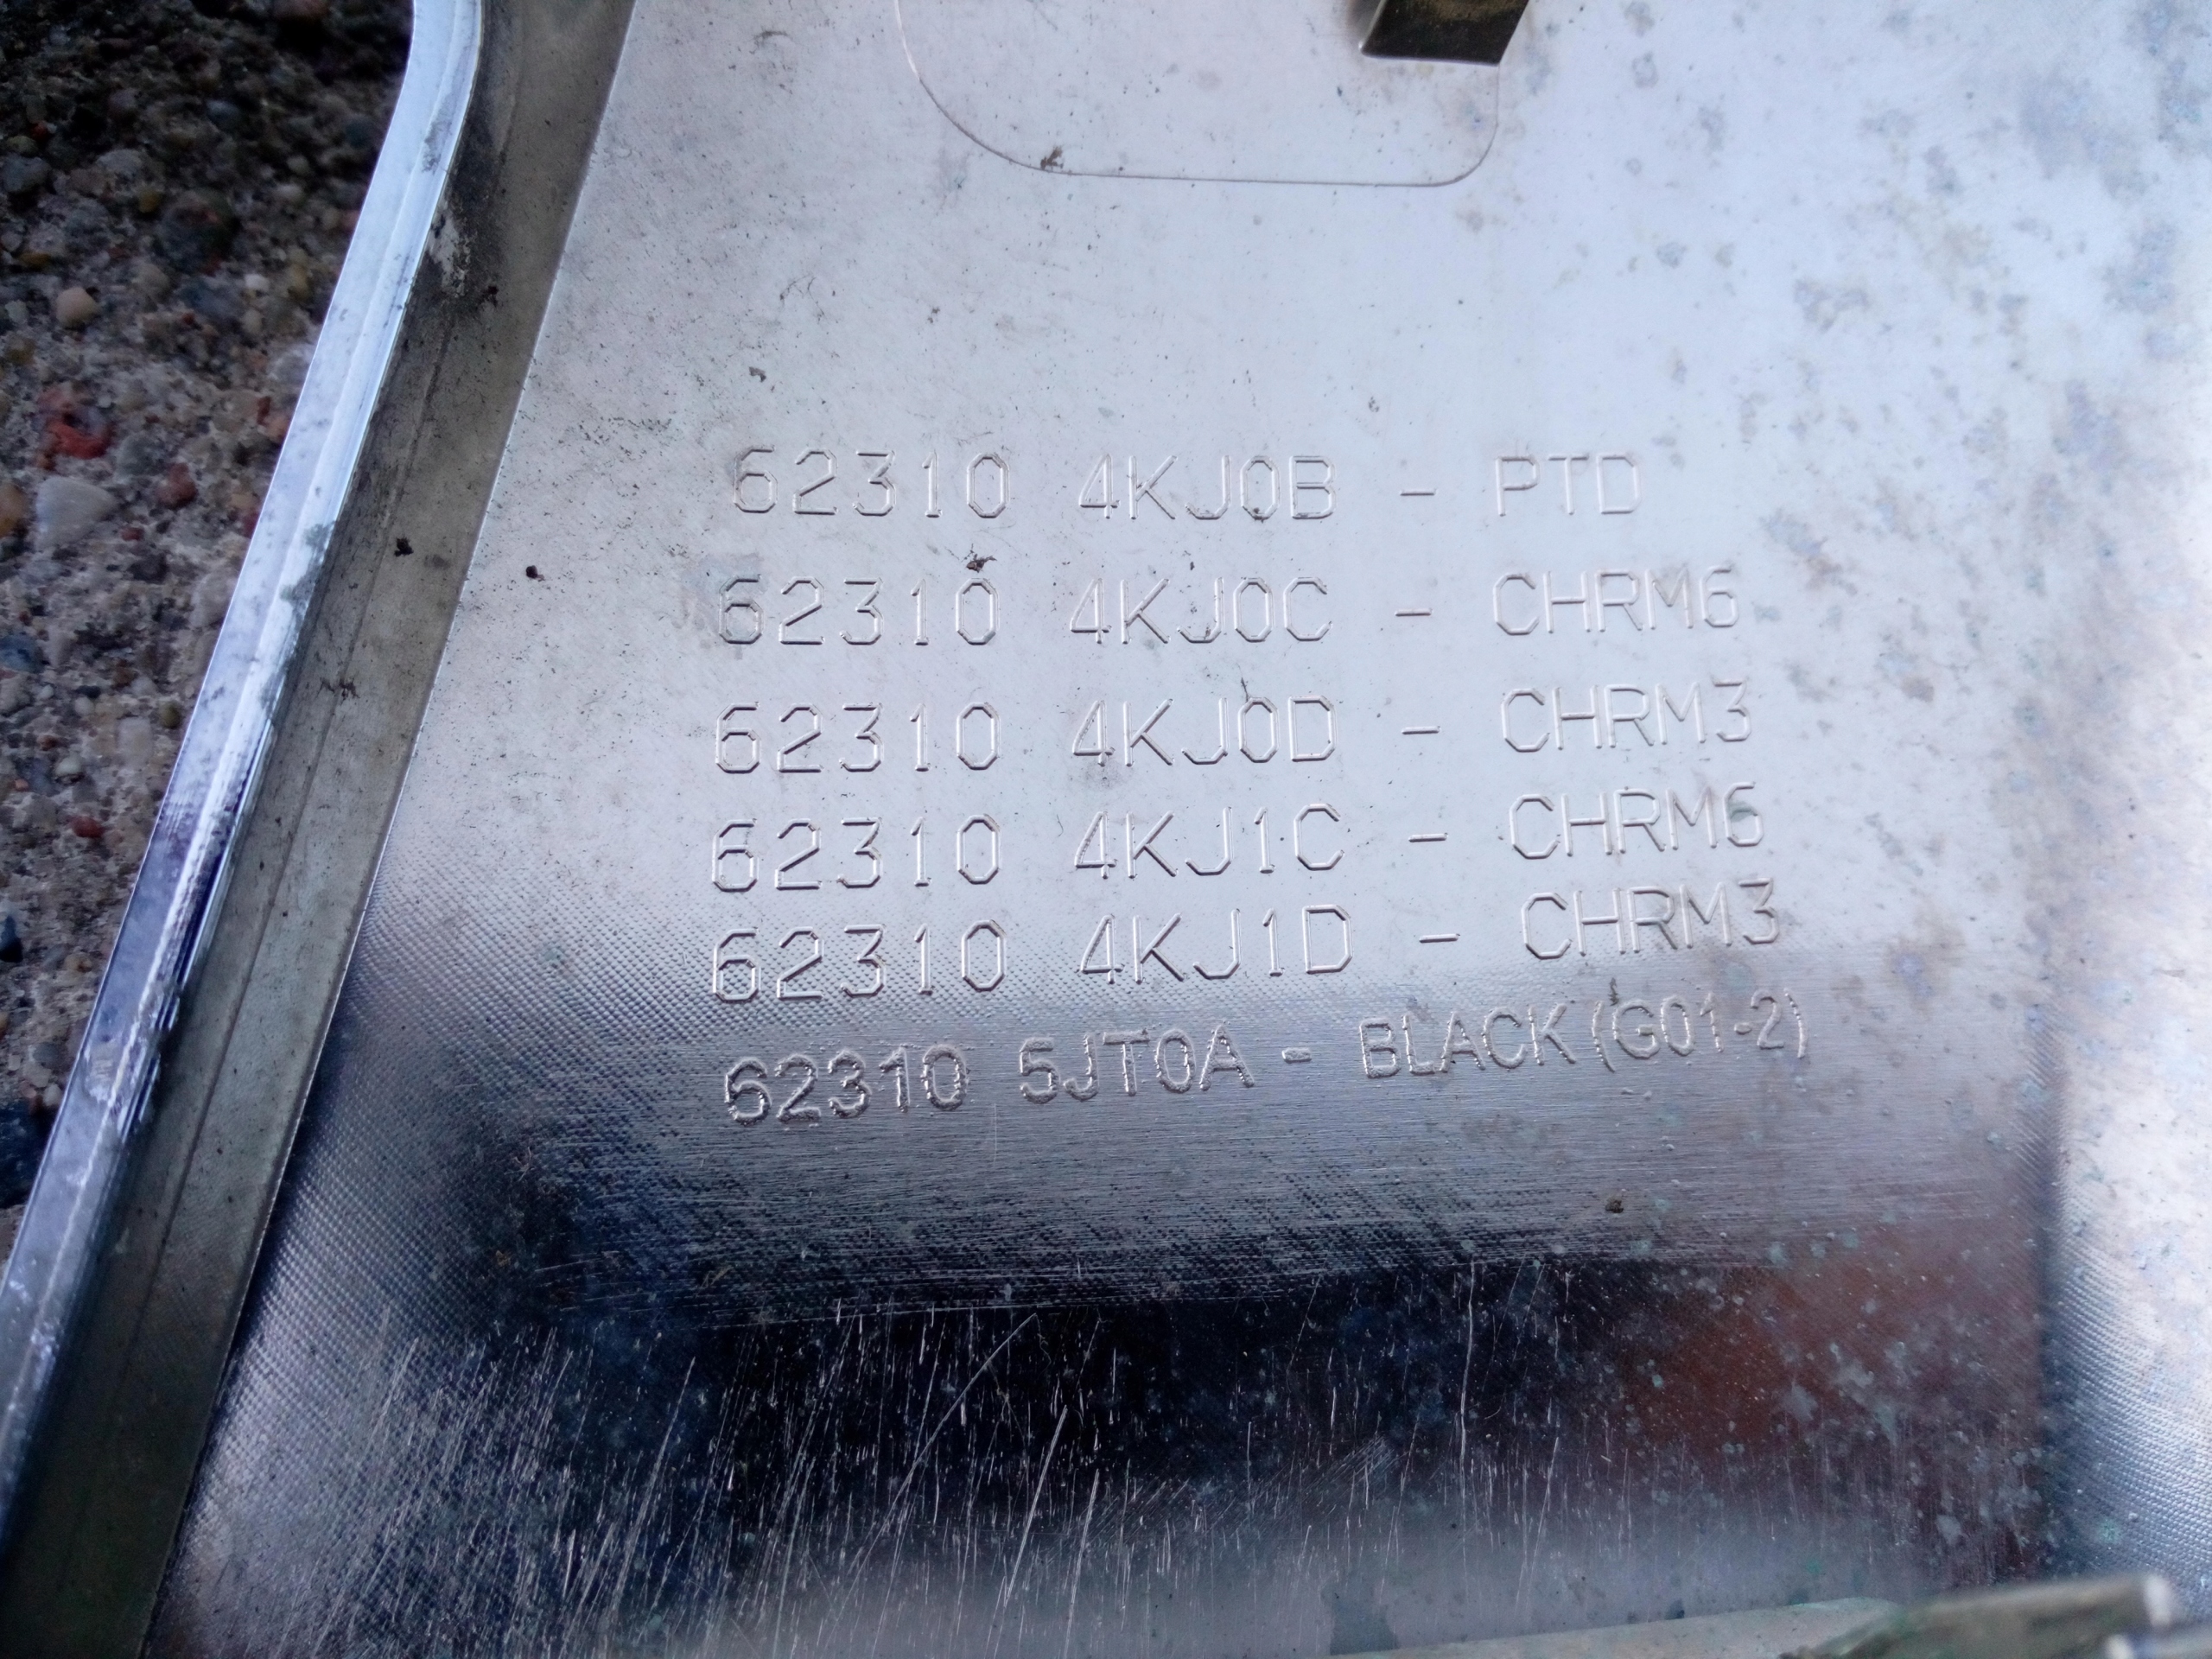 62310 4KJ0B - PTD
62310 4KJ0C - CHRM6
62310 4KJ0D - CHRM3
62310 4KJ1C - CHRM6
62310 4KJ1D - CHRM3
62310 5JT0A - BLACK(G01-2)